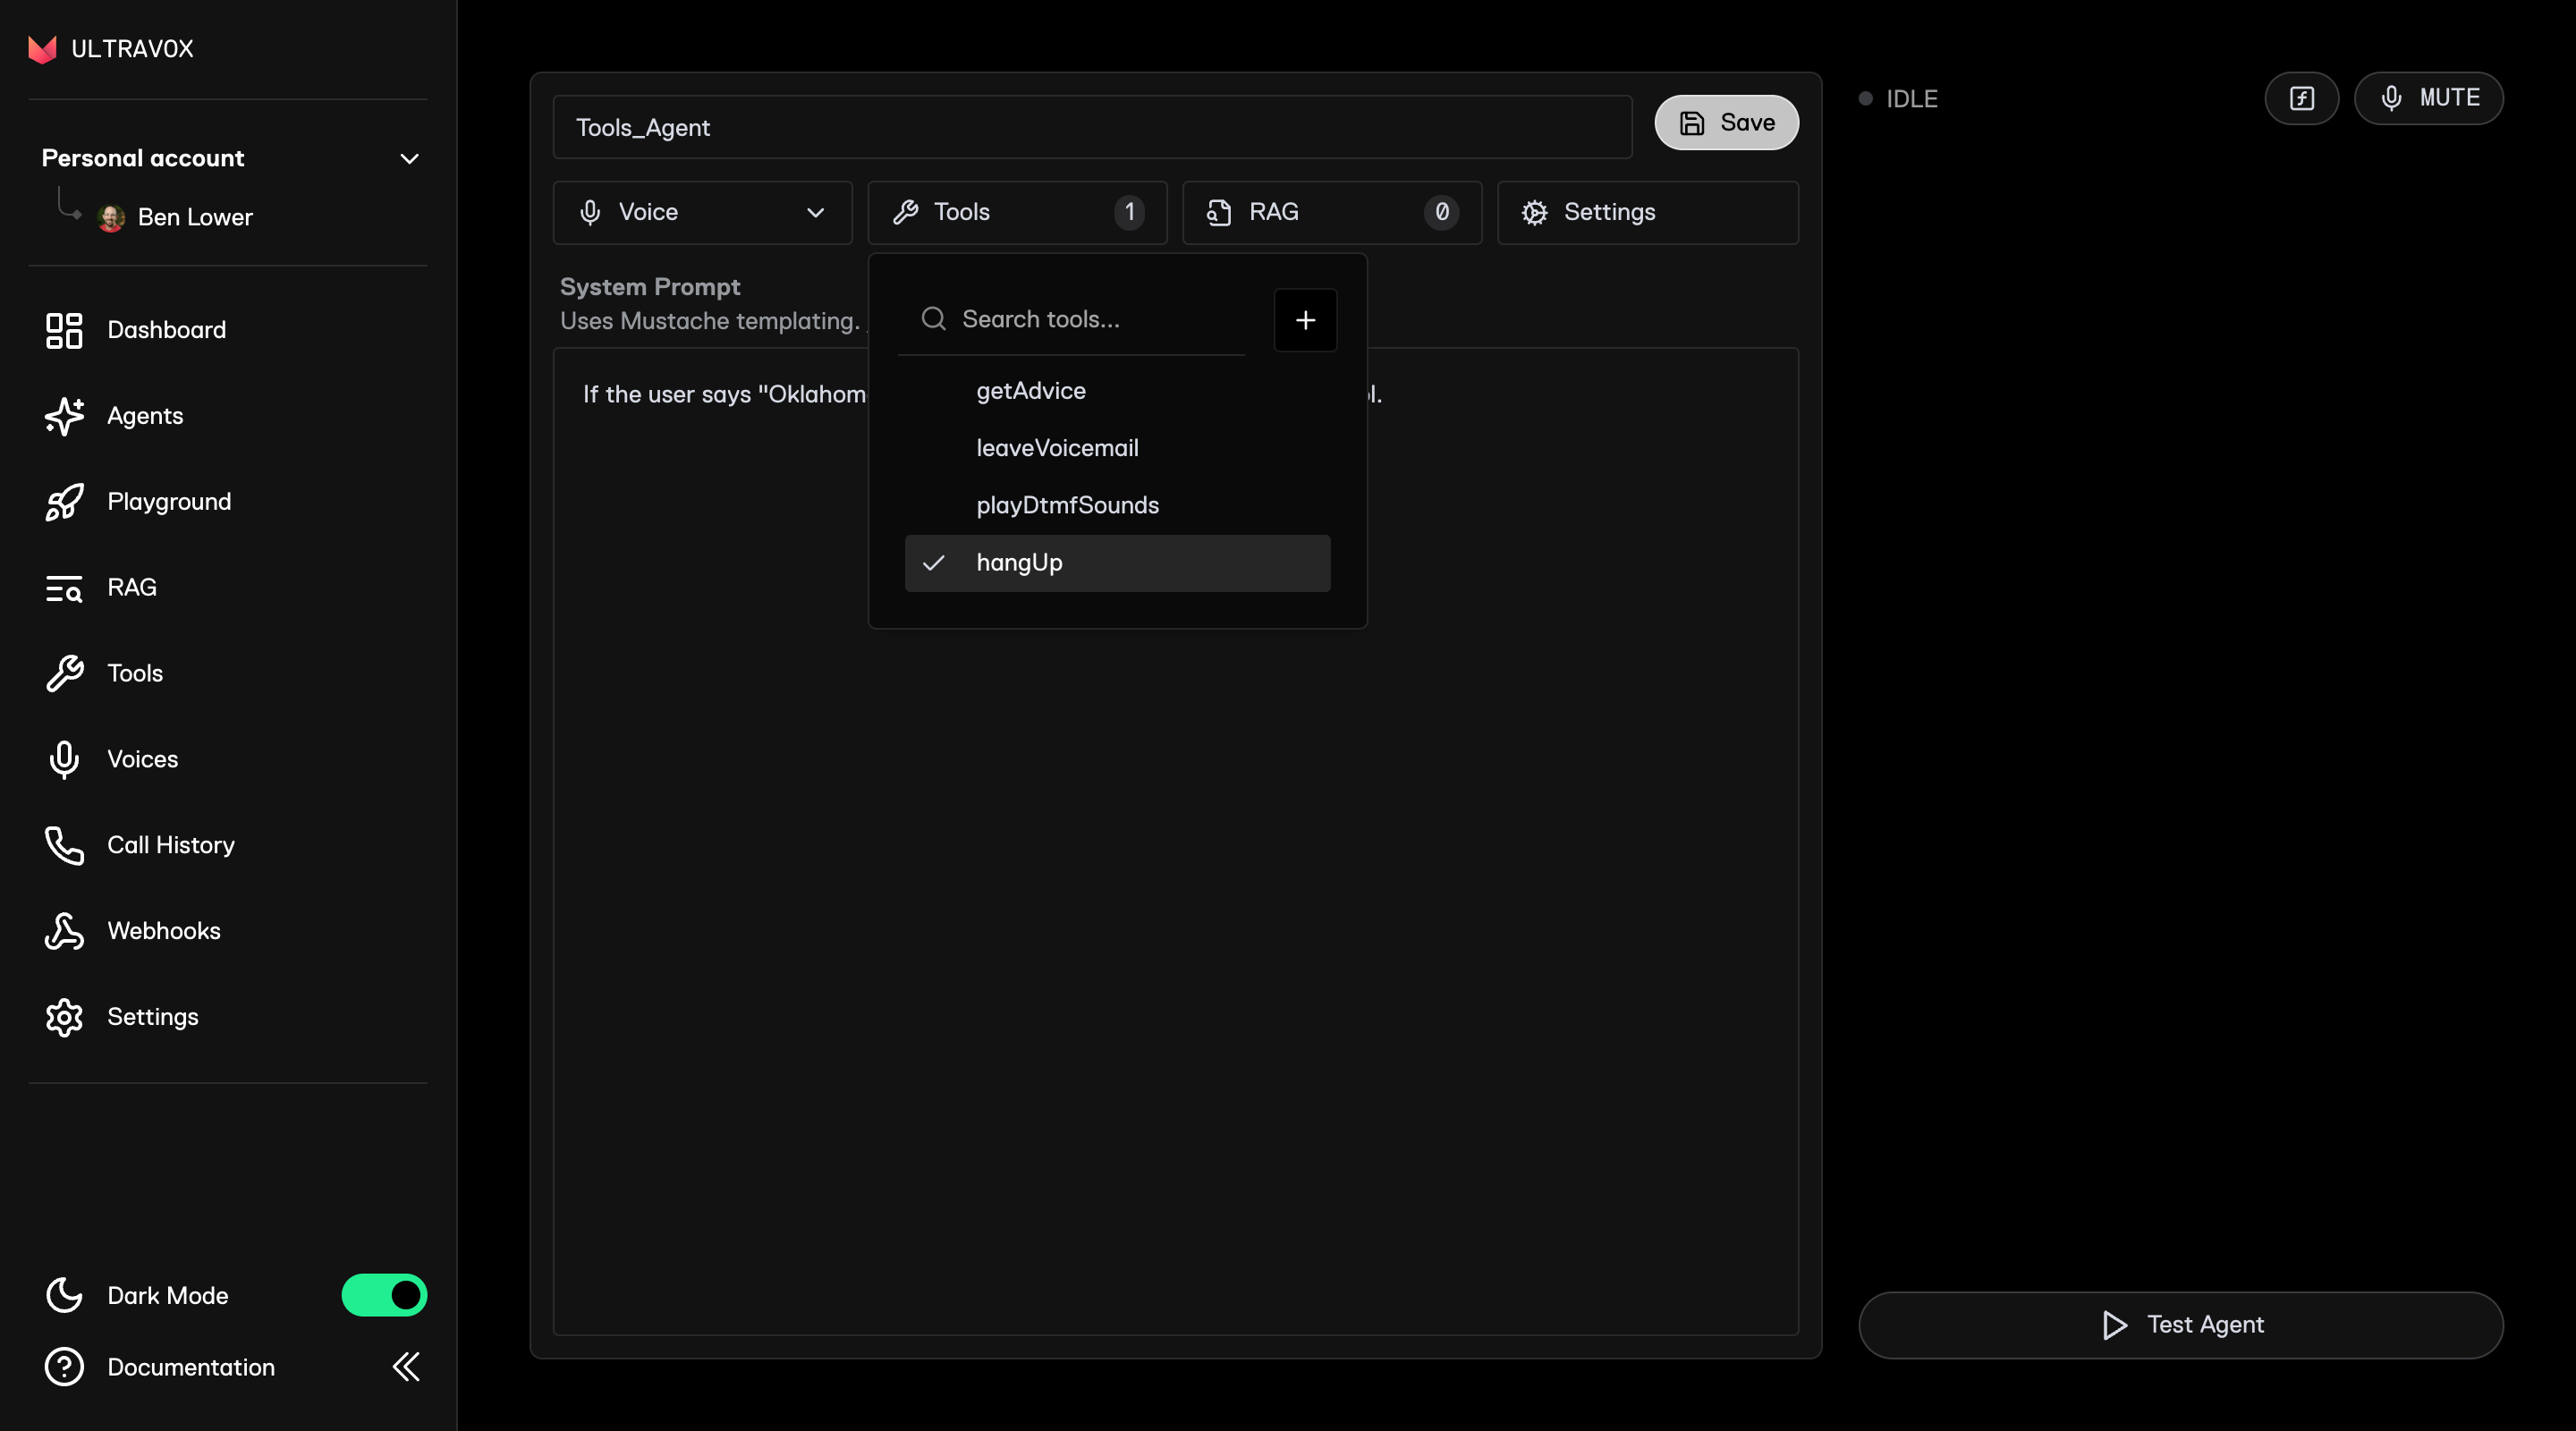 ULTRAVOX
Personal account
Ben Lower
Dashboard
Agents
Playground
RAG
Tools
Voices
Call History
Webhooks
Settings
Dark Mode
Documentation
Tools_Agent
Save
Voice
Tools 1
RAG 0
Settings
System Prompt
Uses Mustache templating.
If the user says "Oklahom
l.
Search tools...
getAdvice
leaveVoicemail
playDtmfSounds
hangUp
IDLE
MUTE
Test Agent